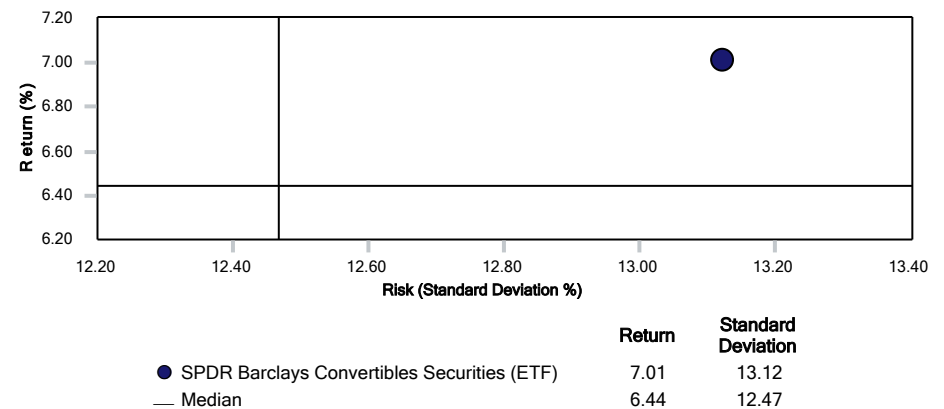 7.20
7.00
6.80
6.60
6.40
6.20
Return (%)
12.20 12.40 12.60 12.80 13.00 13.20 13.40
Risk (Standard Deviation %)
Return Standard Deviation
SPDR Barclays Convertibles Securities (ETF) 7.01 13.12
Median 6.44 12.47